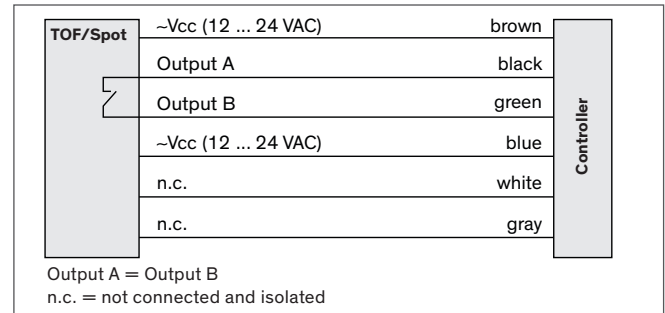 TOF/Spot ~Vcc (12 ... 24 VAC) brown
Output A black
Output B green
~Vcc (12 ... 24 VAC) blue
n.c. white
n.c. gray
Controller
Output A = Output B
n.c. = not connected and isolated